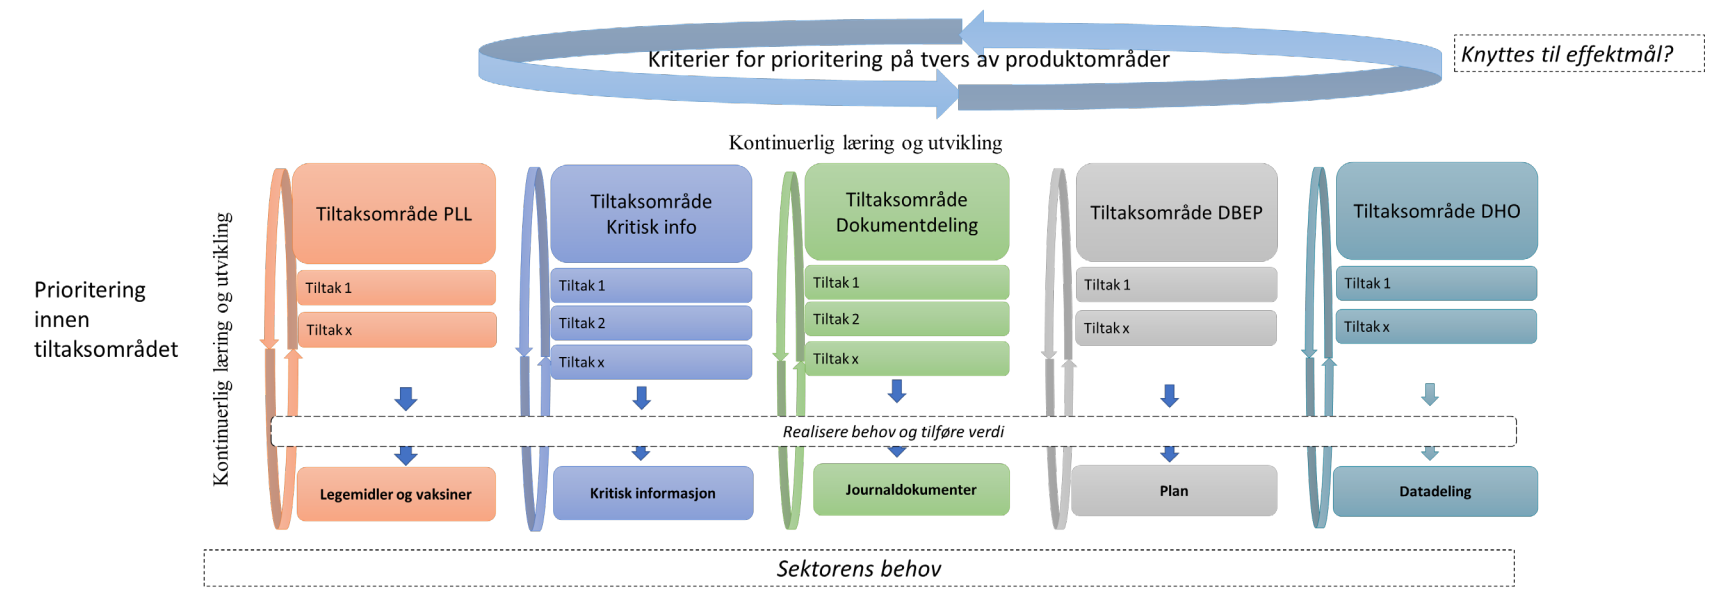 Kriterier for prioritering på tvers av produktområder
Knyttes til effektmål?
Kontinuerlig læring og utvikling
Kontinuerlig læring og utvikling
Prioritering
innen
tiltaksområdet
Tiltaksområde PLL
Tiltak 1
Tiltak x
Tiltaksområde
Kritisk info
Tiltak 1
Tiltak 2
Tiltak x
Tiltaksområde
Dokumentdeling
Tiltak 1
Tiltak 2
Tiltak x
Tiltaksområde DBEP
Tiltak 1
Tiltak x
Tiltaksområde DHO
Tiltak 1
Tiltak x
Realisere behov og tilføre verdi
Legemidler og vaksiner
Kritisk informasjon
Journaldokumenter
Plan
Datadeling
Sektorens behov